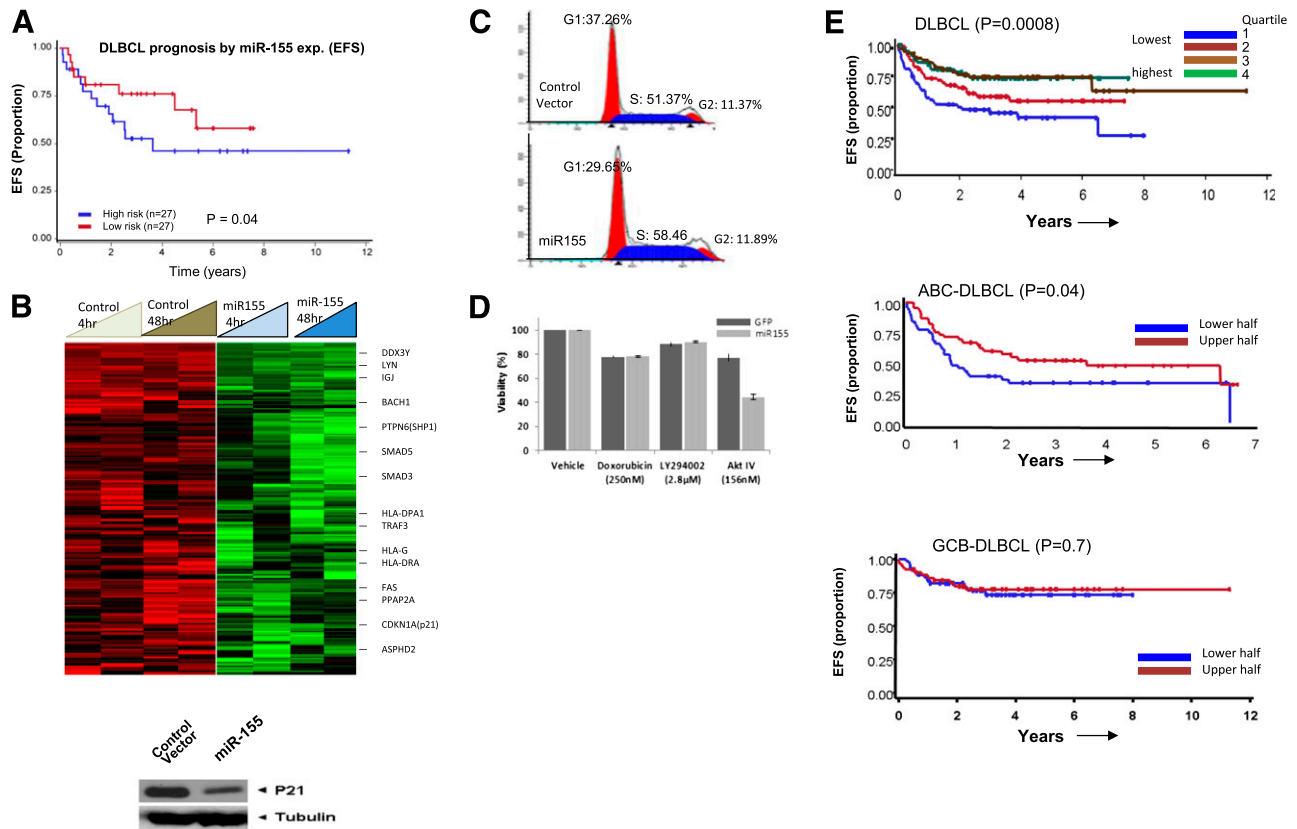 A
DLBCL prognosis by miR-155 exp. (EFS)
EFS (Proportion)
1.00
0.75
0.50
0.25
0.00
0 2 4 6 8 10 12
High risk (n=27)
Low risk (n=27)
P = 0.04
Time (years)
B
Control 4hr
Control 48hr
miR155 4hr
miR-155 48hr
DDX3Y
LYN
IGJ
BACH1
PTPN6(SHP1)
SMAD5
SMAD3
HLA-DPA1
TRAF3
HLA-G
HLA-DRA
FAS
PPAP2A
CDKN1A(p21)
ASPHD2
Control Vector
miR-155
P21
Tubulin
C
G1:37.26%
Control Vector
S: 51.37%
G2: 11.37%
G1:29.65%
miR155
S: 58.46
G2: 11.89%
D
GFP
miR155
Viability (%)
100
80
60
40
20
0
Vehicle
Doxorubicin (250nM)
LY294002 (2.8µM)
Akt IV (156nM)
E
DLBCL (P=0.0008)
Quartile
Lowest
highest
1
2
3
4
EFS (proportion)
1.00
0.75
0.50
0.00
0 2 4 6 8 10 12
Years
ABC-DLBCL (P=0.04)
Lower half
Upper half
EFS (proportion)
1.00
0.75
0.50
0.25
0.00
0 1 2 3 4 5 6 7
Years
GCB-DLBCL (P=0.7)
EFS (proportion)
1.00
0.75
0.50
0.25
0.00
Lower half
Upper half
0 2 4 6 8 10 12
Years